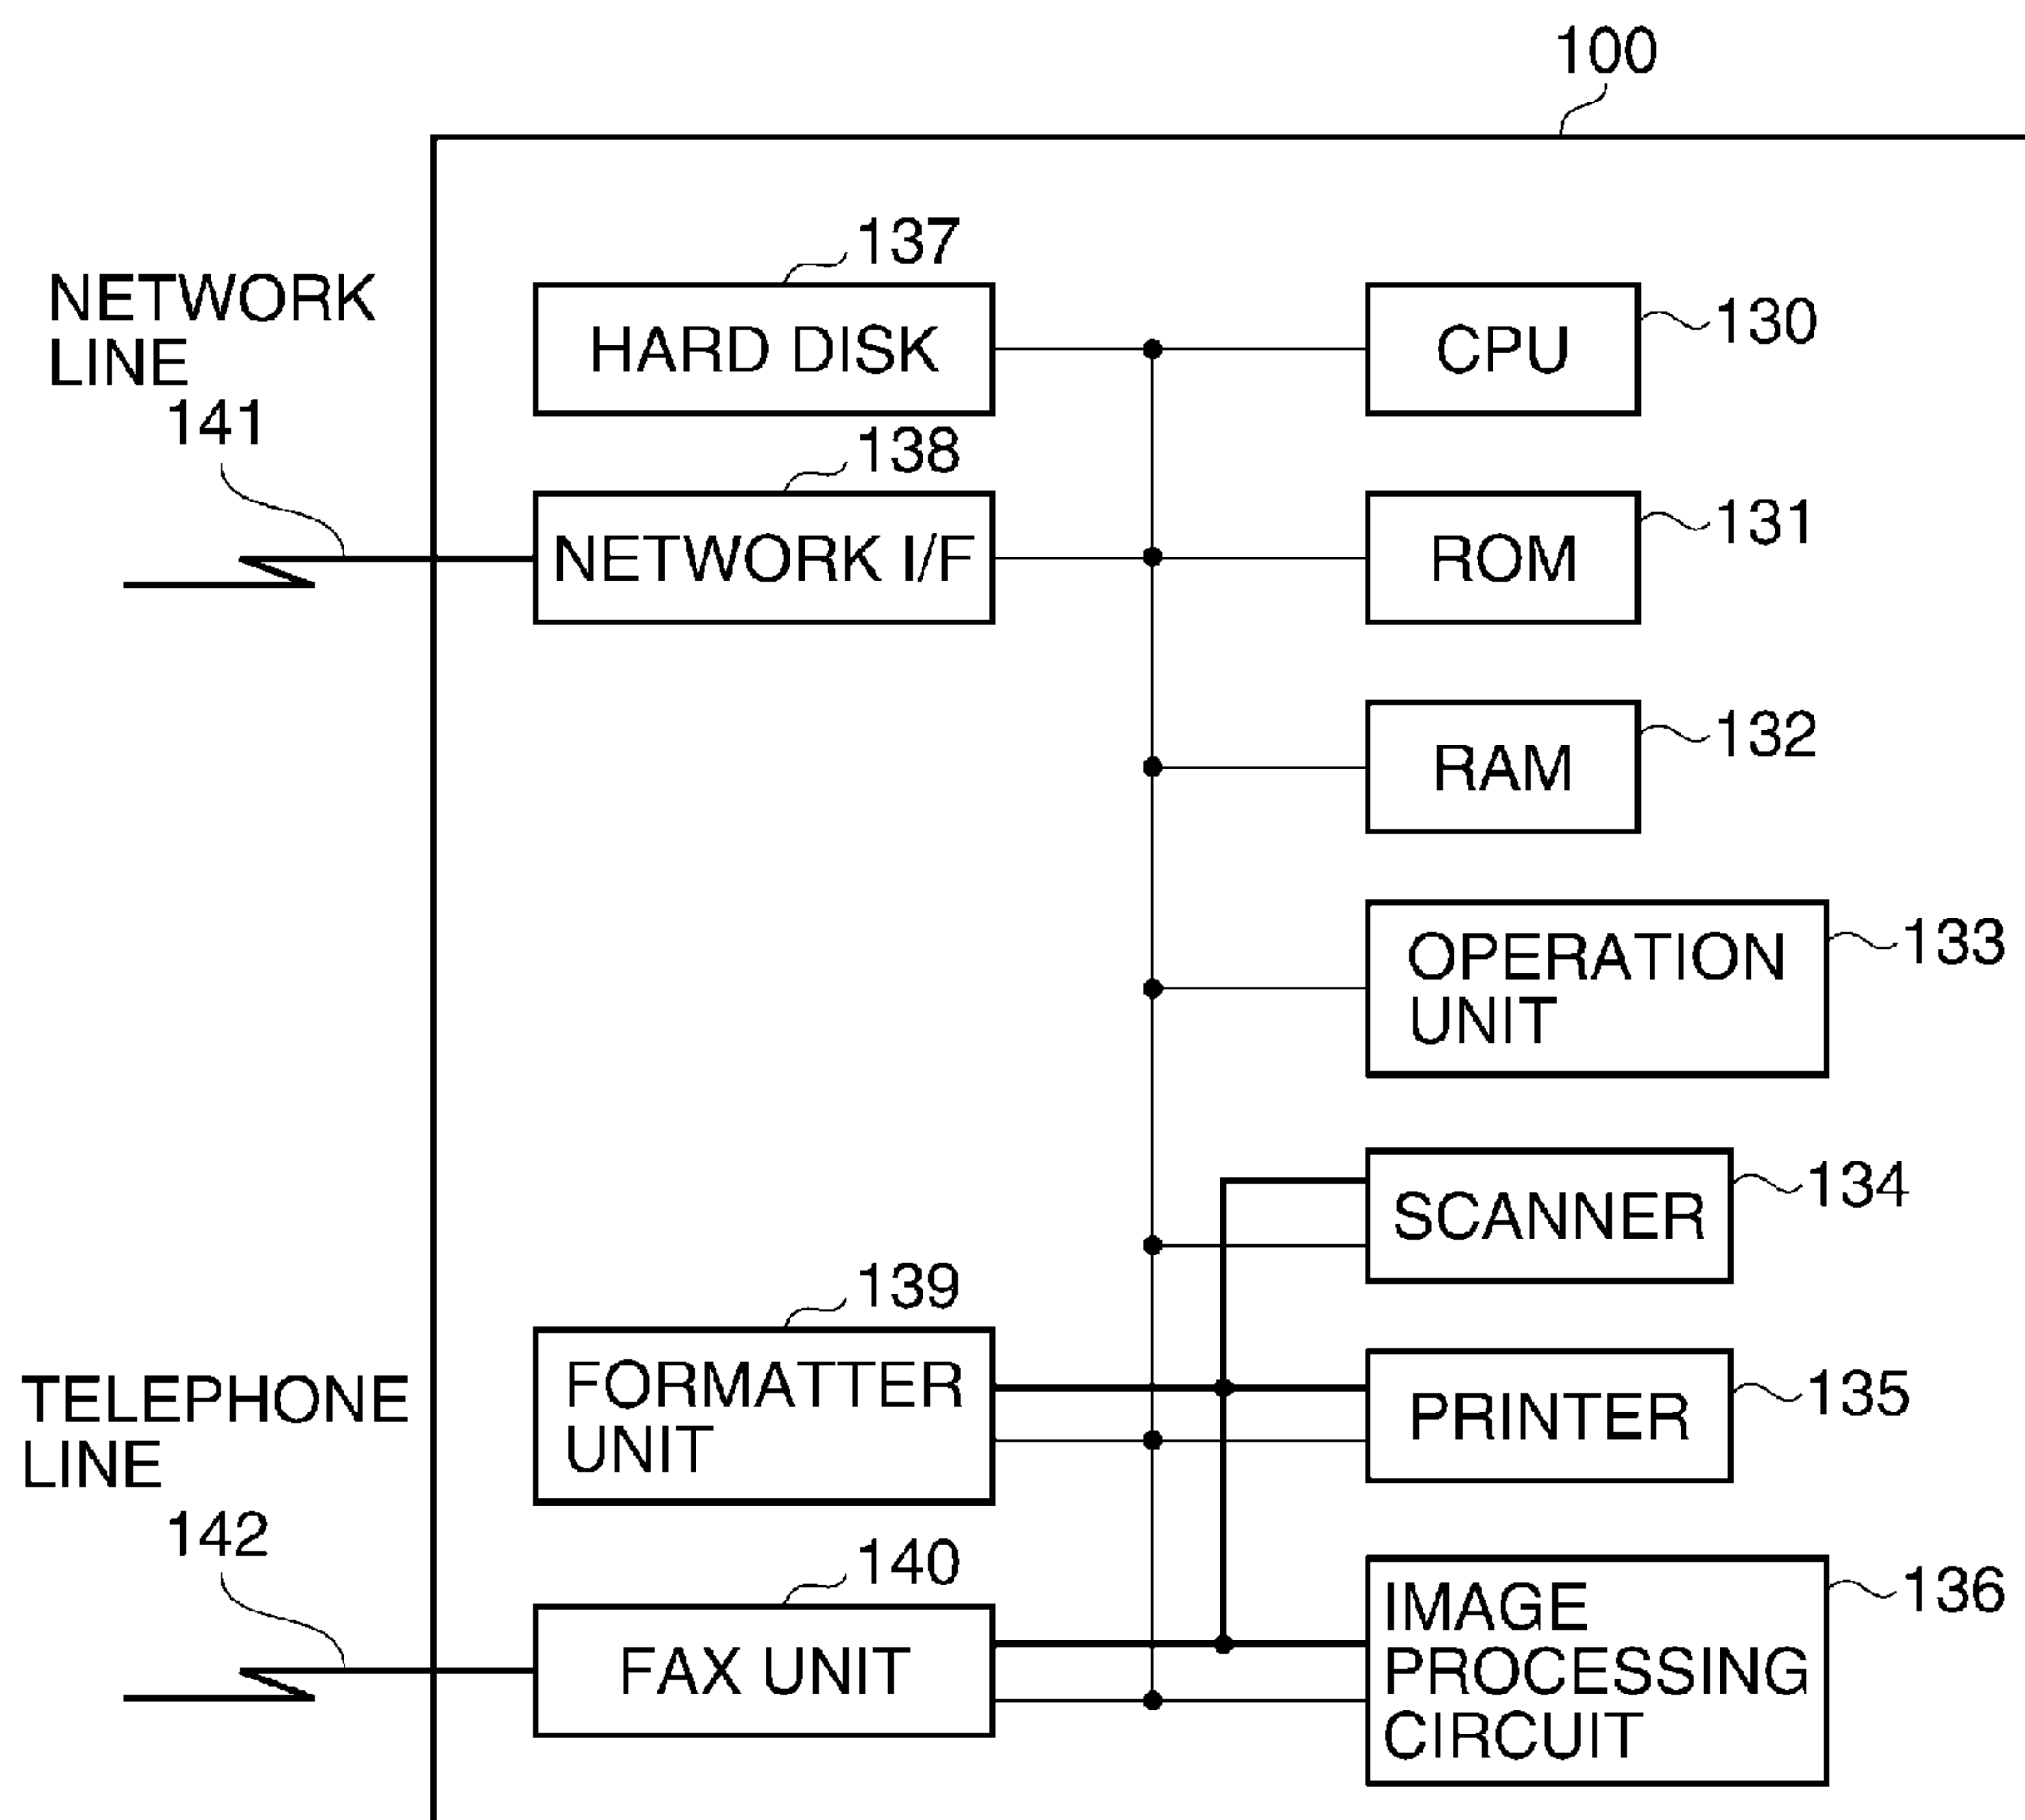 100
NETWORK
LINE
141
137
HARD DISK
CPU
130
138
NETWORK I/F
ROM
131
RAM
132
OPERATION
UNIT
133
SCANNER
134
139
FORMATTER
UNIT
PRINTER
135
TELEPHONE
LINE
142
140
FAX UNIT
IMAGE
PROCESSING
CIRCUIT
136